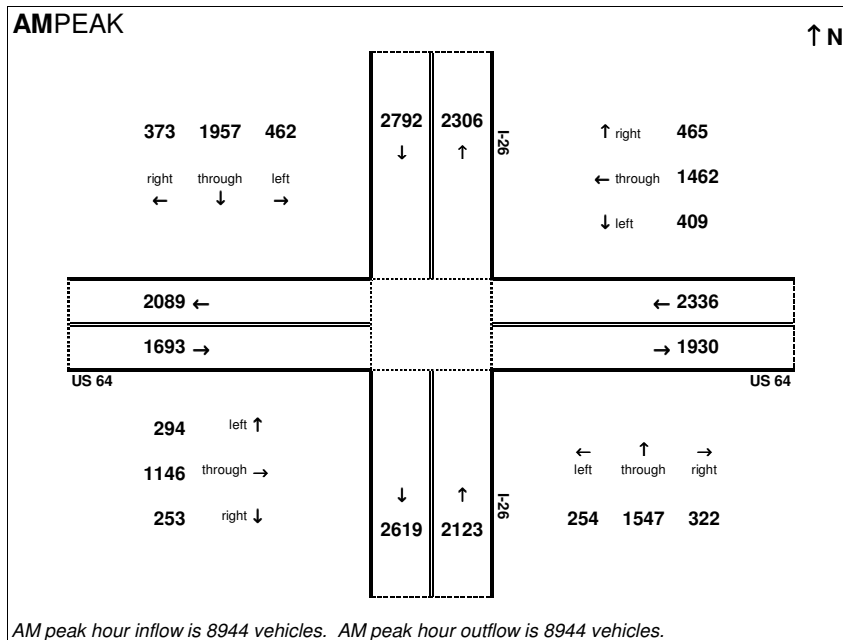 AMPEAK
↑ N
373 1957 462
right through left
← ↓ →
2792 2306
↓ ↑
I-26
↑ right 465
← through 1462
↓ left 409
2089 ←
1693 →
← 2336
→ 1930
US 64
US 64
294 left ↑
1146 through →
253 right ↓
↓ ↑
2619 2123
I-26
← ↑ →
left through right
254 1547 322
AM peak hour inflow is 8944 vehicles. AM peak hour outflow is 8944 vehicles.